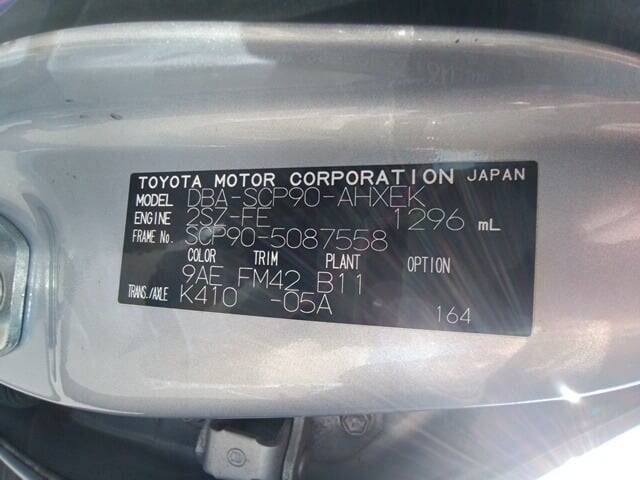 TOYOTA MOTOR CORPORATION JAPAN
MODEL DBA-SCP90-AHXEK
ENGINE 2SZ-FE 1296 mL
FRAME No. SCP90-5087558
COLOR TRIM PLANT OPTION
9AE FM42 B11
TRANS./AXLE K410 -05A
164